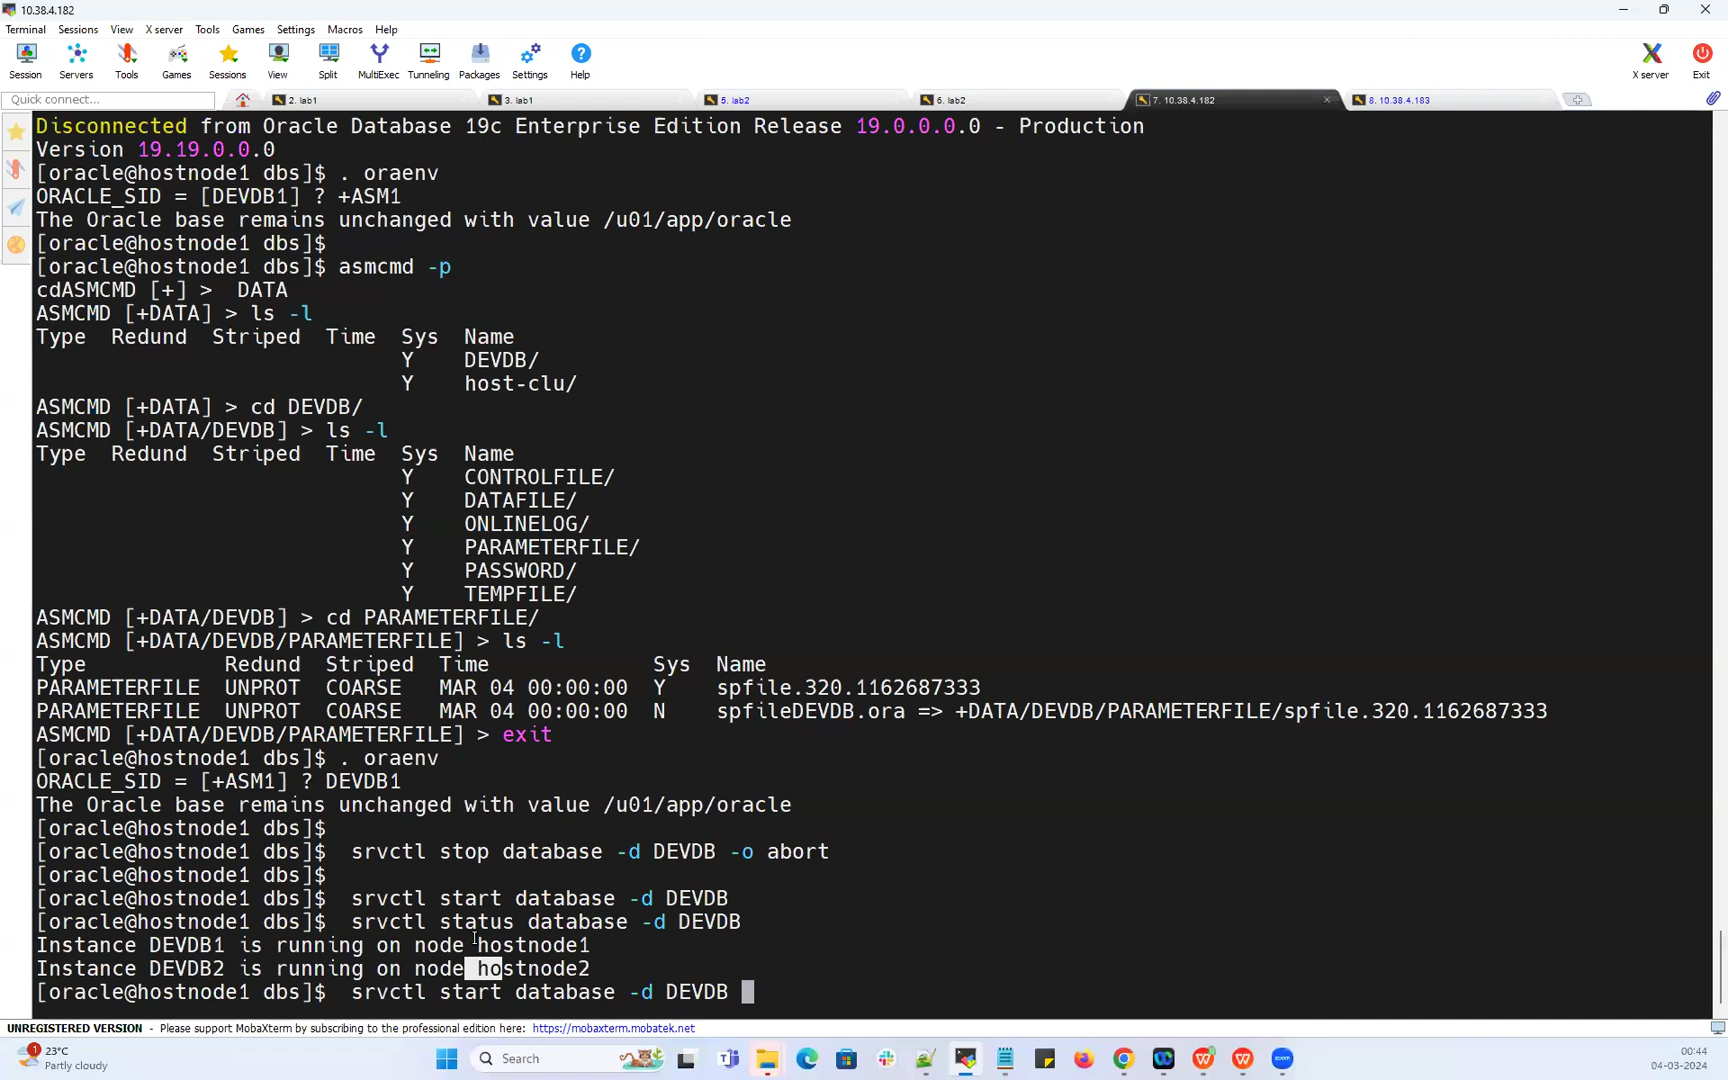 10.38.4.182
Terminal Sessions View X server Tools Games Settings Macros Help
Session Servers Tools Games Sessions View Split MultiExec Tunneling Packages Settings Help X server Exit
Quick connect... 2. lab1 3. lab1 5. lab2 6. lab2 7. 10.38.4.182 8. 10.38.4.183
Disconnected from Oracle Database 19c Enterprise Edition Release 19.0.0.0.0 - Production
Version 19.19.0.0.0
[oracle@hostnode1 dbs]$ . oraenv
ORACLE_SID = [DEVDB1] ? +ASM1
The Oracle base remains unchanged with value /u01/app/oracle
[oracle@hostnode1 dbs]$
[oracle@hostnode1 dbs]$ asmcmd -p
cdASMCMD [+] >  DATA
ASMCMD [+DATA] > ls -l
Type  Redund  Striped  Time  Sys  Name
Y    DEVDB/
Y    host-clu/
ASMCMD [+DATA] > cd DEVDB/
ASMCMD [+DATA/DEVDB] > ls -l
Type  Redund  Striped  Time  Sys  Name
Y    CONTROLFILE/
Y    DATAFILE/
Y    ONLINELOG/
Y    PARAMETERFILE/
Y    PASSWORD/
Y    TEMPFILE/
ASMCMD [+DATA/DEVDB] > cd PARAMETERFILE/
ASMCMD [+DATA/DEVDB/PARAMETERFILE] > ls -l
Type           Redund  Striped  Time             Sys  Name
PARAMETERFILE  UNPROT  COARSE   MAR 04 00:00:00  Y    spfile.320.1162687333
PARAMETERFILE  UNPROT  COARSE   MAR 04 00:00:00  N    spfileDEVDB.ora => +DATA/DEVDB/PARAMETERFILE/spfile.320.1162687333
ASMCMD [+DATA/DEVDB/PARAMETERFILE] > exit
[oracle@hostnode1 dbs]$ . oraenv
ORACLE_SID = [+ASM1] ? DEVDB1
The Oracle base remains unchanged with value /u01/app/oracle
[oracle@hostnode1 dbs]$
[oracle@hostnode1 dbs]$  srvctl stop database -d DEVDB -o abort
[oracle@hostnode1 dbs]$
[oracle@hostnode1 dbs]$  srvctl start database -d DEVDB
[oracle@hostnode1 dbs]$  srvctl status database -d DEVDB
Instance DEVDB1 is running on node hostnode1
Instance DEVDB2 is running on node hostnode2
[oracle@hostnode1 dbs]$  srvctl start database -d DEVDB
UNREGISTERED VERSION - Please support MobaXterm by subscribing to the professional edition here: https://mobaxterm.mobatek.net
1 23°C
Partly cloudy
Search
00:44
04-03-2024